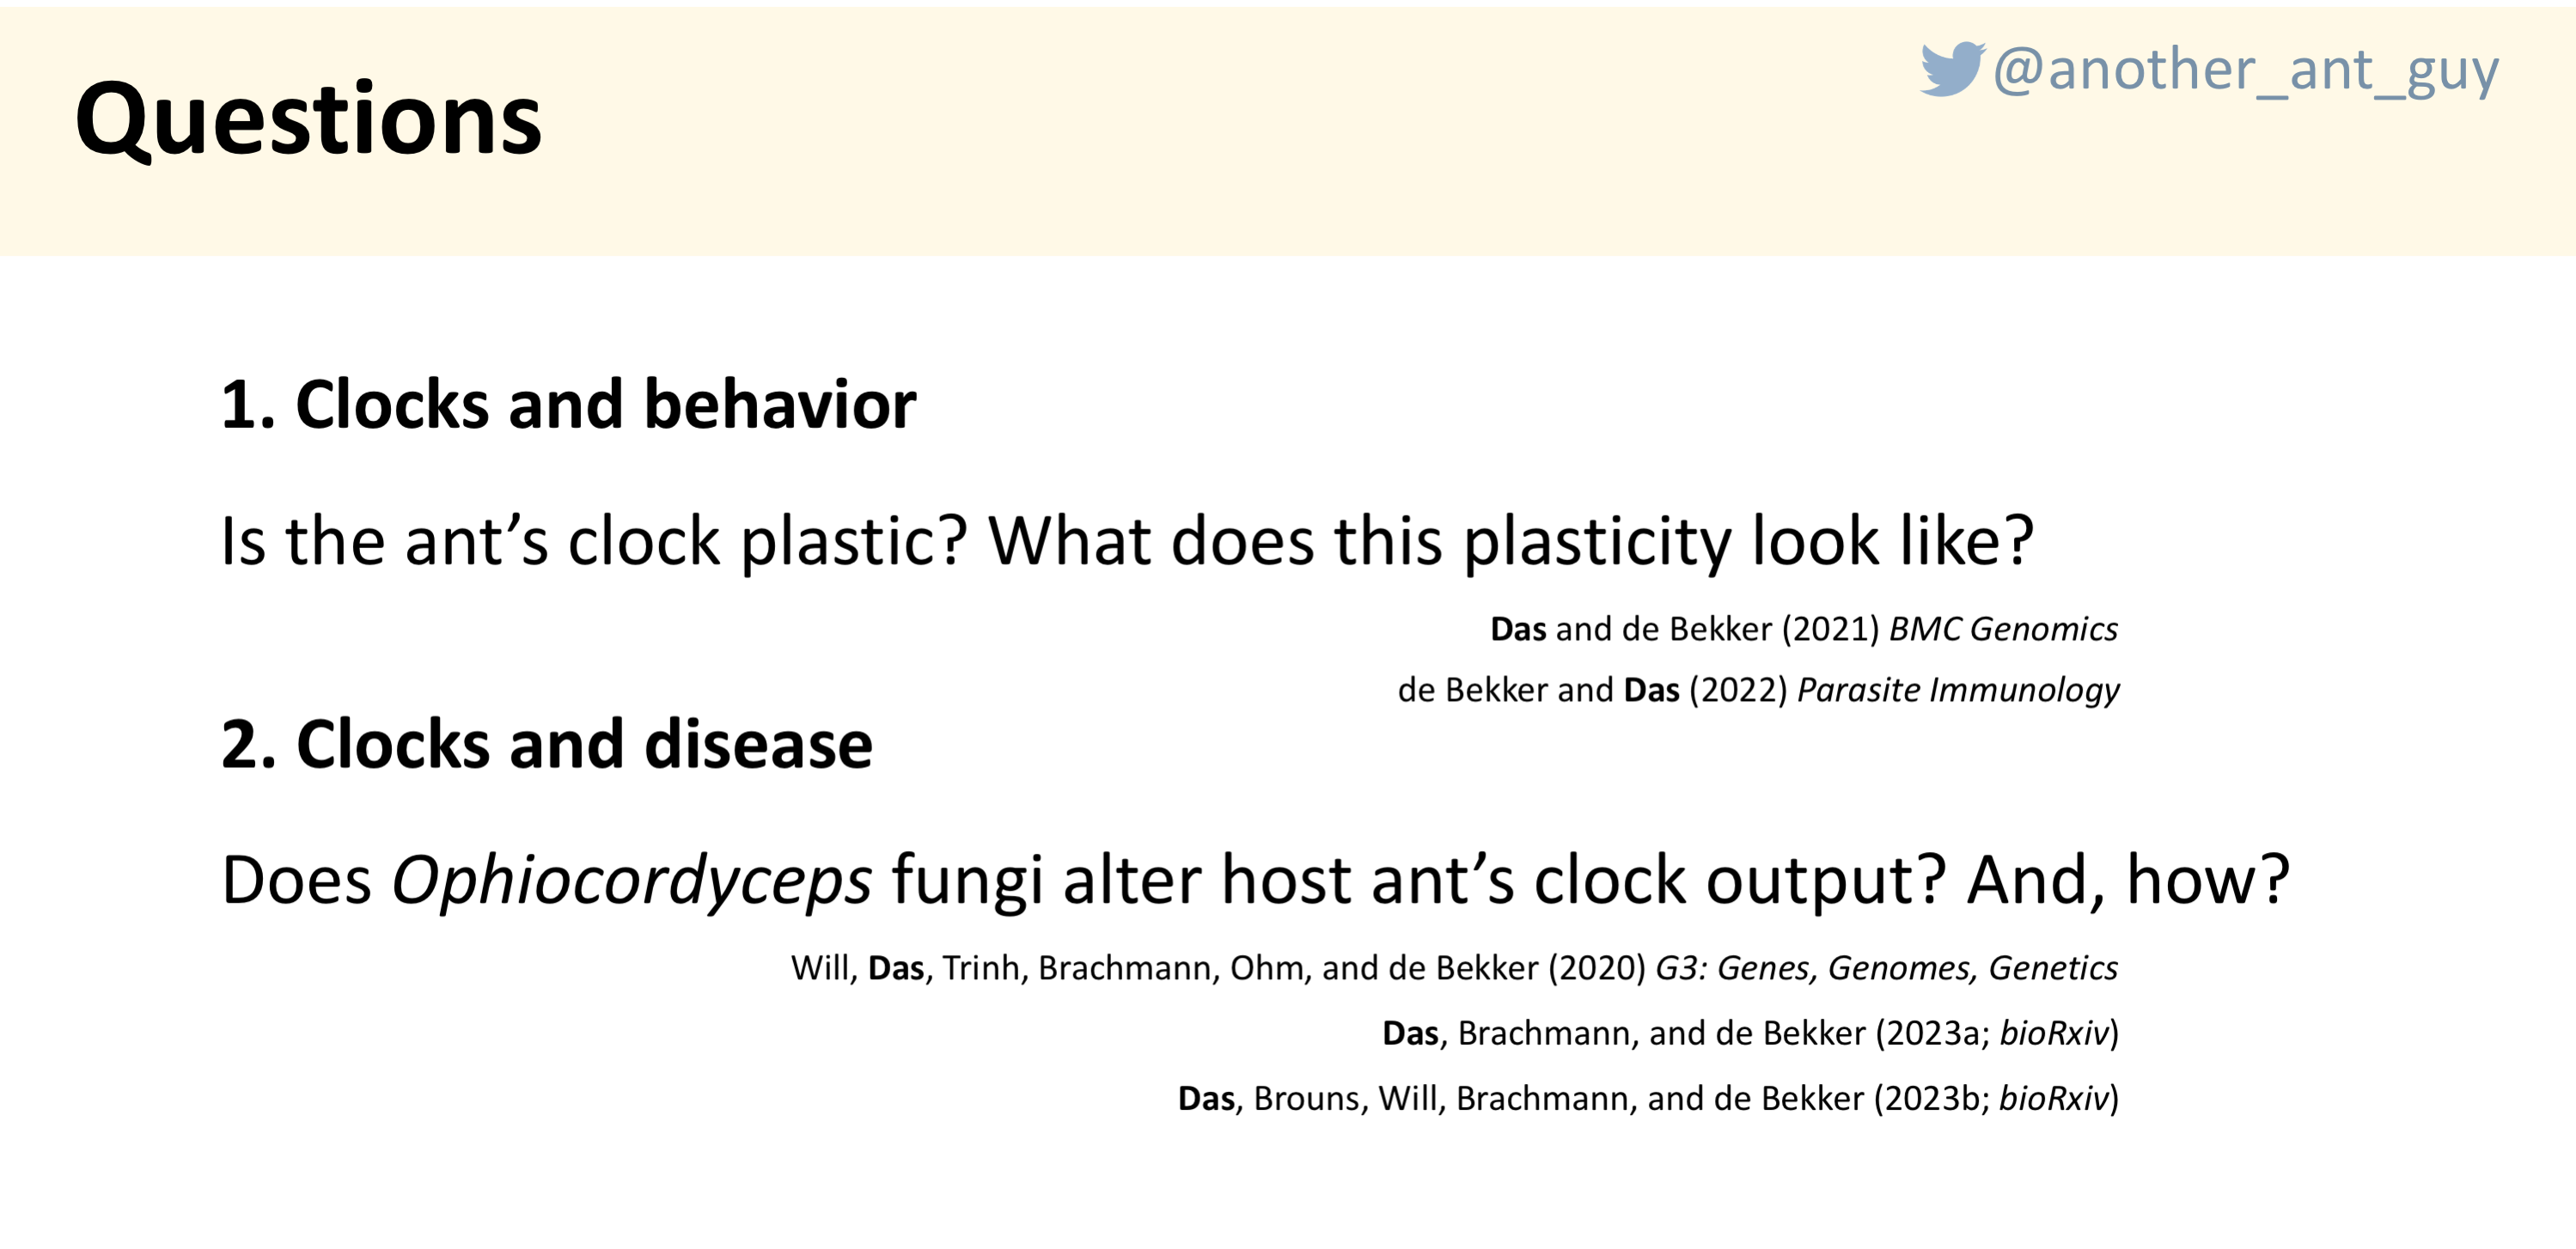 Questions
@another_ant_guy
1. Clocks and behavior
Is the ant’s clock plastic? What does this plasticity look like?
Das and de Bekker (2021) BMC Genomics
de Bekker and Das (2022) Parasite Immunology
2. Clocks and disease
Does Ophiocordyceps fungi alter host ant’s clock output? And, how?
Will, Das, Trinh, Brachmann, Ohm, and de Bekker (2020) G3: Genes, Genomes, Genetics
Das, Brachmann, and de Bekker (2023a; bioRxiv)
Das, Brouns, Will, Brachmann, and de Bekker (2023b; bioRxiv)